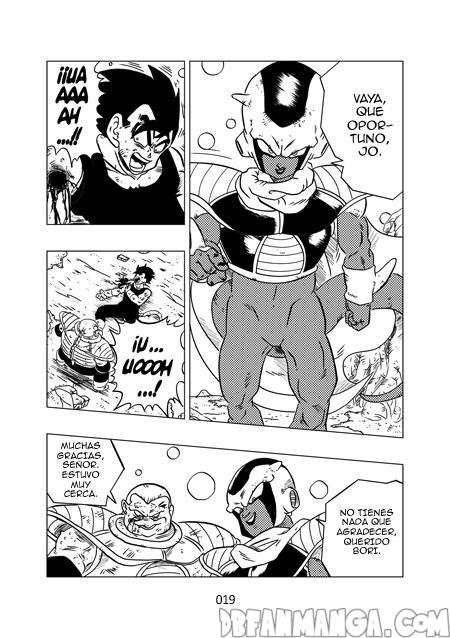 ¡¡UA
AAA
AH
...!!
VAYA,
QUE
OPOR-
TUNO,
JO.
¡U...
UOOOH
...!
MUCHAS
GRACIAS,
SEÑOR.
ESTUVO
MUY
CERCA.
NO TIENES
NADA QUE
AGRADECER,
QUERIDO
BORI.
019
DBFANMANGA.COM